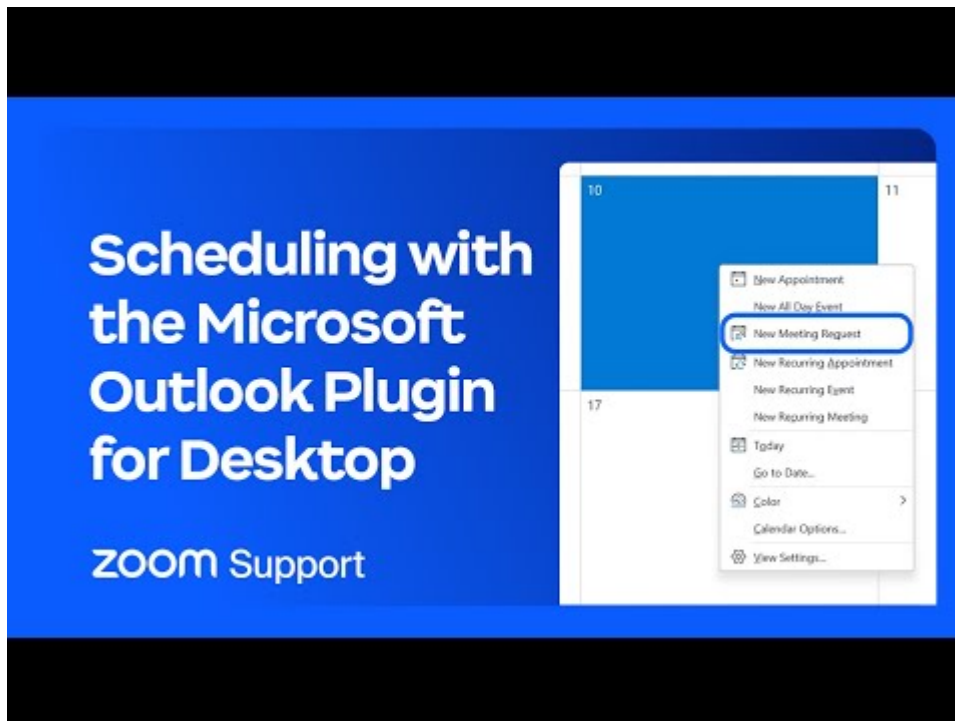 Scheduling with
the Microsoft
Outlook Plugin
for Desktop
zoom Support
10
11
New Appointment
New All Day Event
New Meeting Request
New Recurring Appointment
New Recurring Event
17
New Recurring Meeting
Today
Go to Date...
Color
Calendar Options...
View Settings...